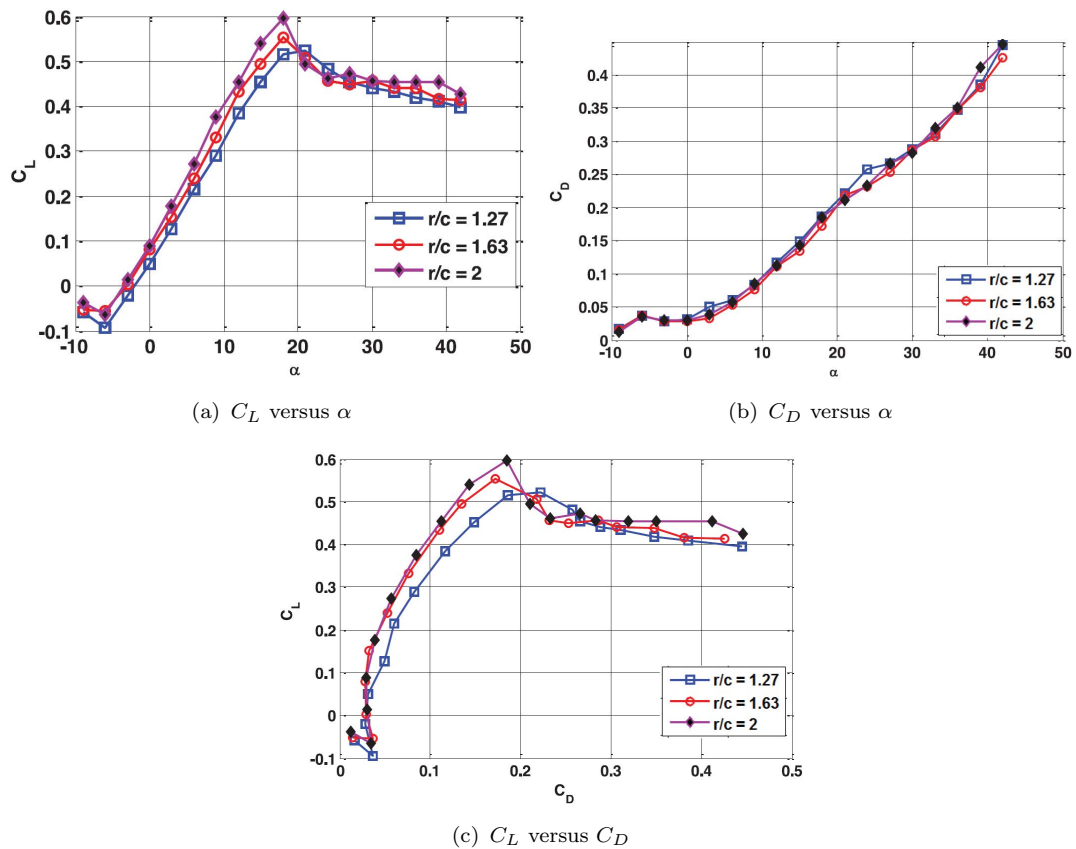 0.6
0.5
0.4
0.3
0.2
0.1
0
-0.1
C_L
-10 0 10 20 30 40 50
α
r/c = 1.27
r/c = 1.63
r/c = 2
(a) C_L versus α
0.4
0.35
0.3
0.25
0.2
0.15
0.1
0.05
0
C_D
-10 0 10 20 30 40 50
α
r/c = 1.27
r/c = 1.63
r/c = 2
(b) C_D versus α
0.6
0.5
0.4
0.3
0.2
0.1
0
-0.1
C_L
0 0.1 0.2 0.3 0.4 0.5
C_D
r/c = 1.27
r/c = 1.63
r/c = 2
(c) C_L versus C_D